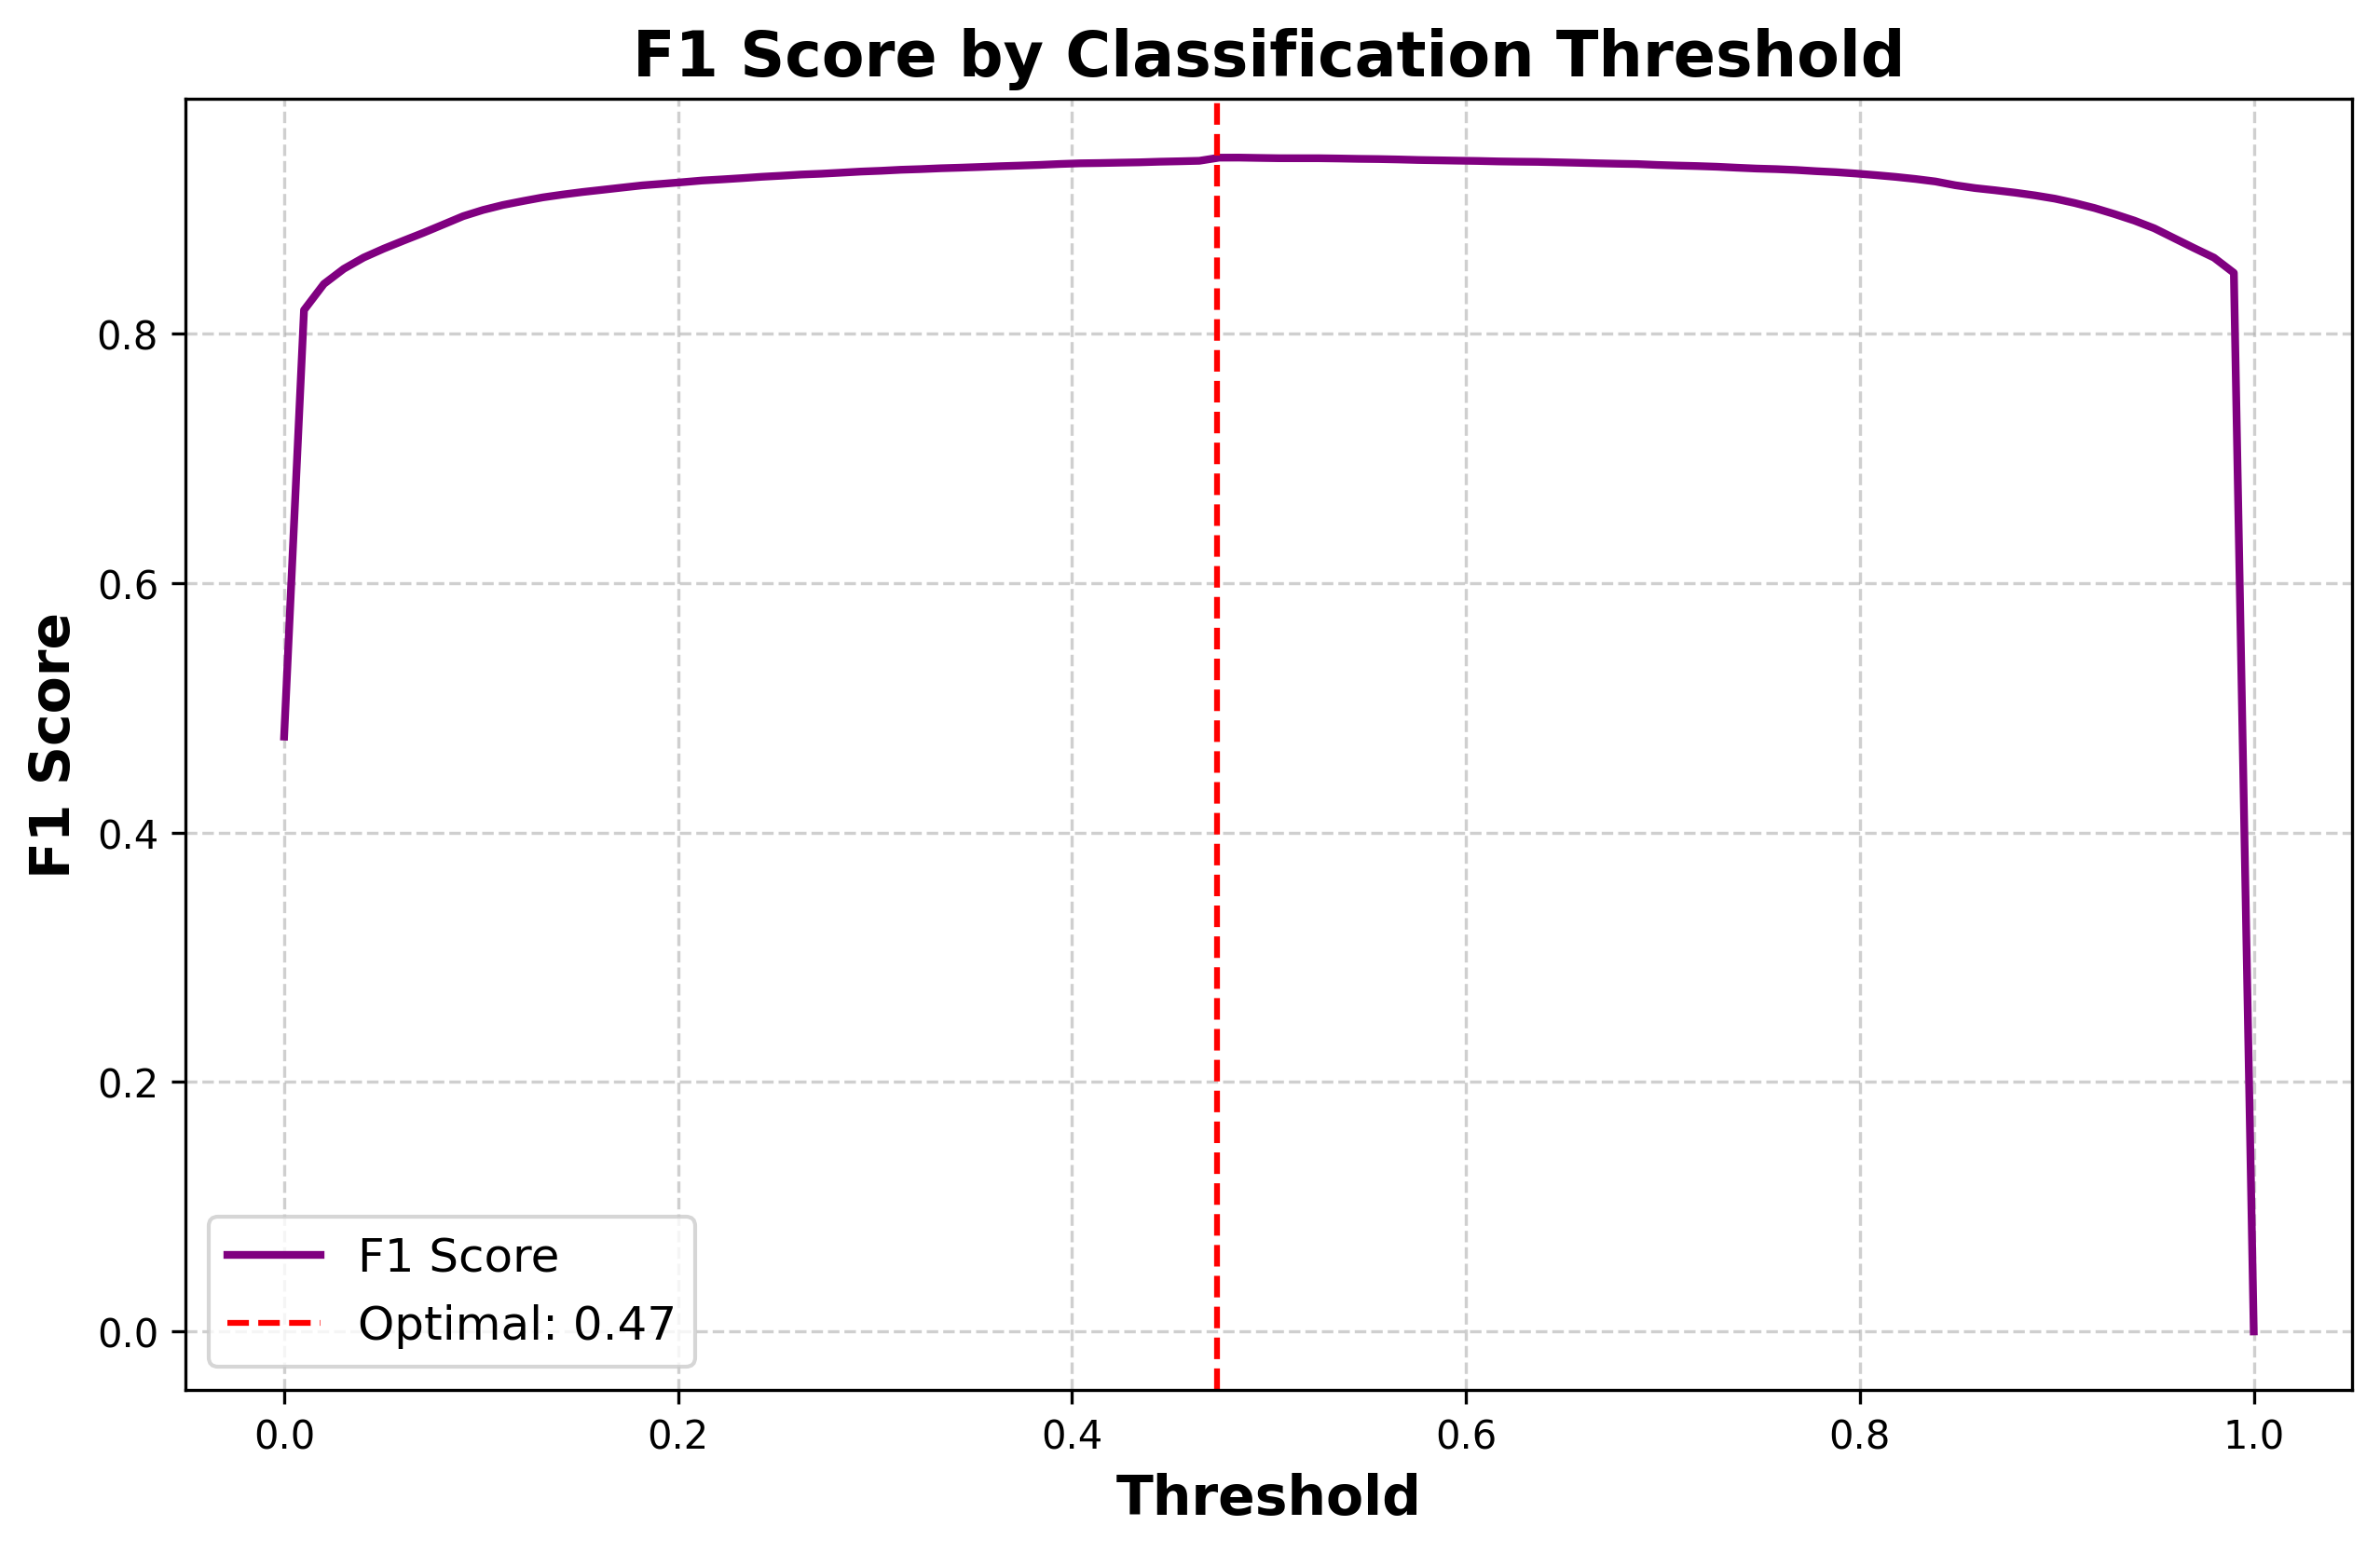 F1 Score by Classification Threshold
F1 Score
0.8
0.6
0.4
0.2
0.0
F1 Score
Optimal: 0.47
0.0 0.2 0.4 0.6 0.8 1.0
Threshold